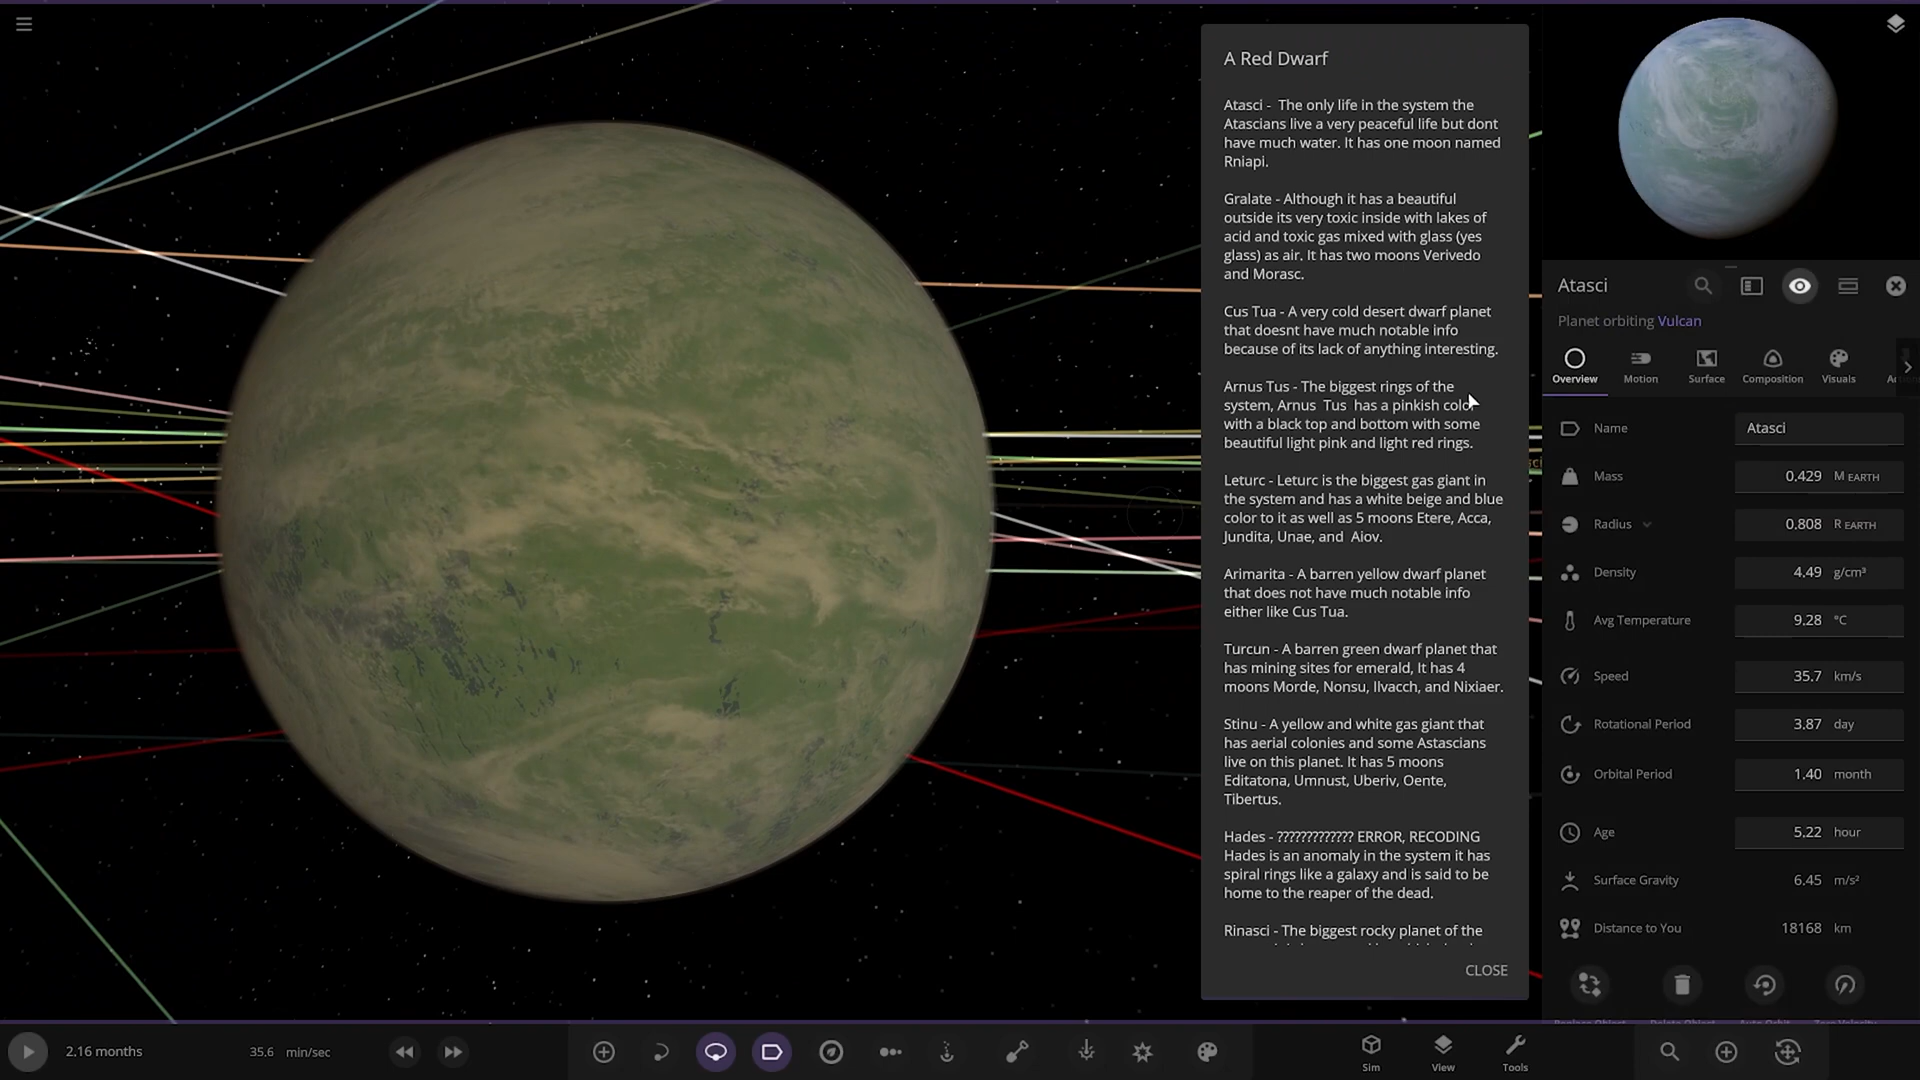 A Red Dwarf
Atasci -  The only life in the system the
Atascians live a very peaceful life but dont
have much water. It has one moon named
Rniapi.
Gralate - Although it has a beautiful
outside its very toxic inside with lakes of
acid and toxic gas mixed with glass (yes
glass) as air. It has two moons Verivedo
and Morasc.
Cus Tua - A very cold desert dwarf planet
that doesnt have much notable info
because of its lack of anything interesting.
Arnus Tus - The biggest rings of the
system, Arnus  Tus  has a pinkish color
with a black top and bottom with some
beautiful light pink and light red rings.
Leturc - Leturc is the biggest gas giant in
the system and has a white beige and blue
color to it as well as 5 moons Etere, Acca,
Jundita, Unae, and  Aiov.
Arimarita - A barren yellow dwarf planet
that does not have much notable info
either like Cus Tua.
Turcun - A barren green dwarf planet that
has mining sites for emerald, It has 4
moons Morde, Nonsu, Ilvacch, and Nixiaer.
Stinu - A yellow and white gas giant that
has aerial colonies and some Astascians
live on this planet. It has 5 moons
Editatona, Umnust, Uberiv, Oente,
Tibertus.
Hades - ????????????? ERROR, RECODING
Hades is an anomaly in the system it has
spiral rings like a galaxy and is said to be
home to the reaper of the dead.
Rinasci - The biggest rocky planet of the
CLOSE
Atasci
Planet orbiting Vulcan
Overview Motion Surface Composition Visuals
Name Atasci
Mass 0.429 M EARTH
Radius 0.808 R EARTH
Density 4.49 g/cm³
Avg Temperature 9.28 °C
Speed 35.7 km/s
Rotational Period 3.87 day
Orbital Period 1.40 month
Age 5.22 hour
Surface Gravity 6.45 m/s²
Distance to You 18168 km
2.16 months 35.6 min/sec
Sim View Tools